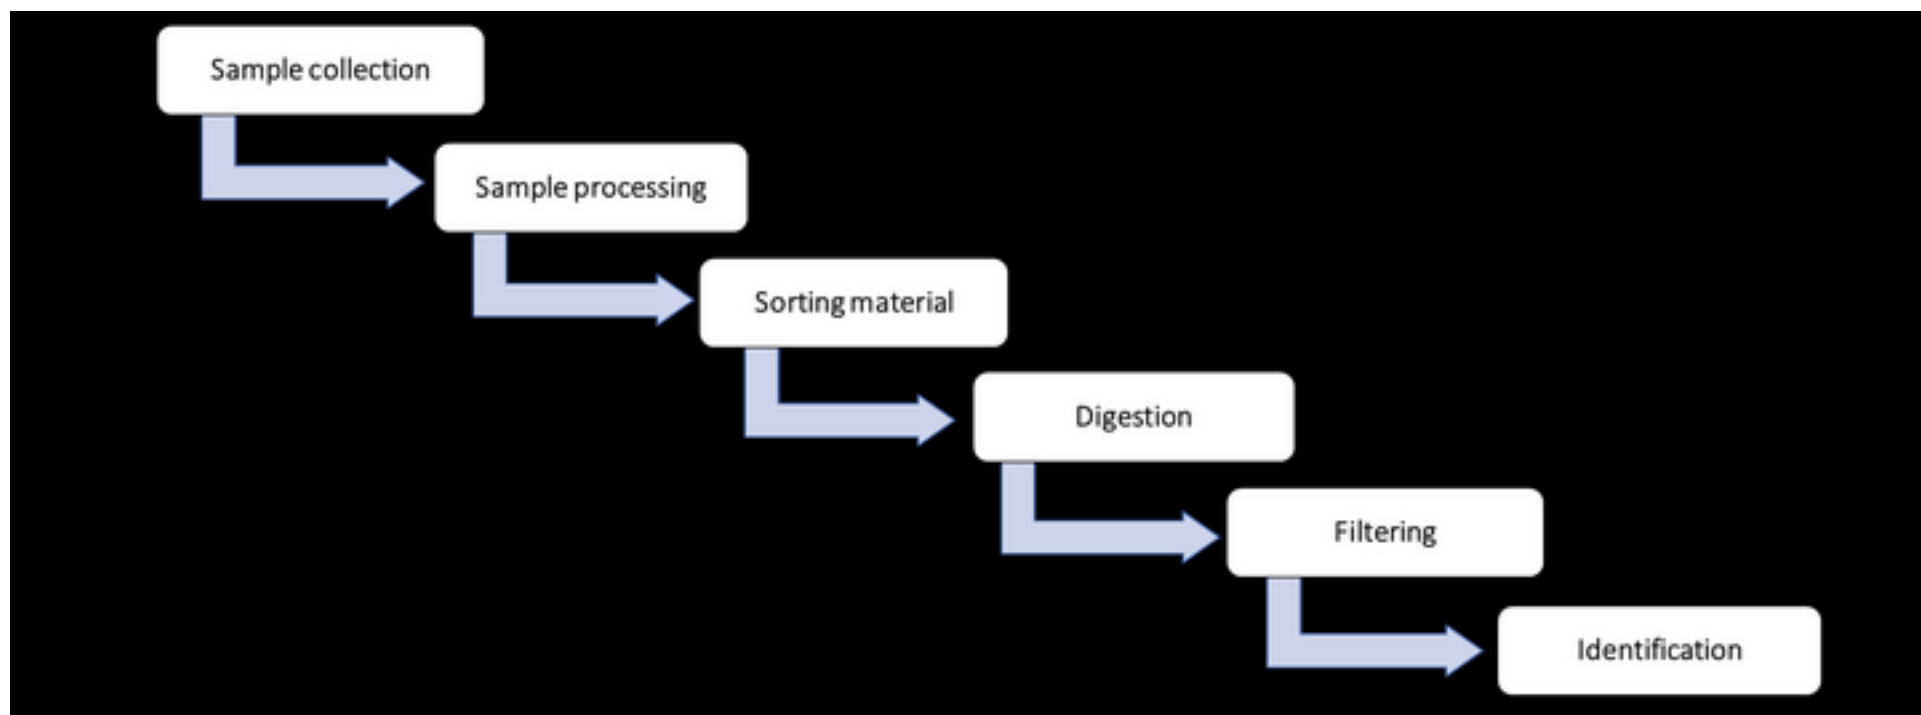 Sample collection
Sample processing
Sorting material
Digestion
Filtering
Identification